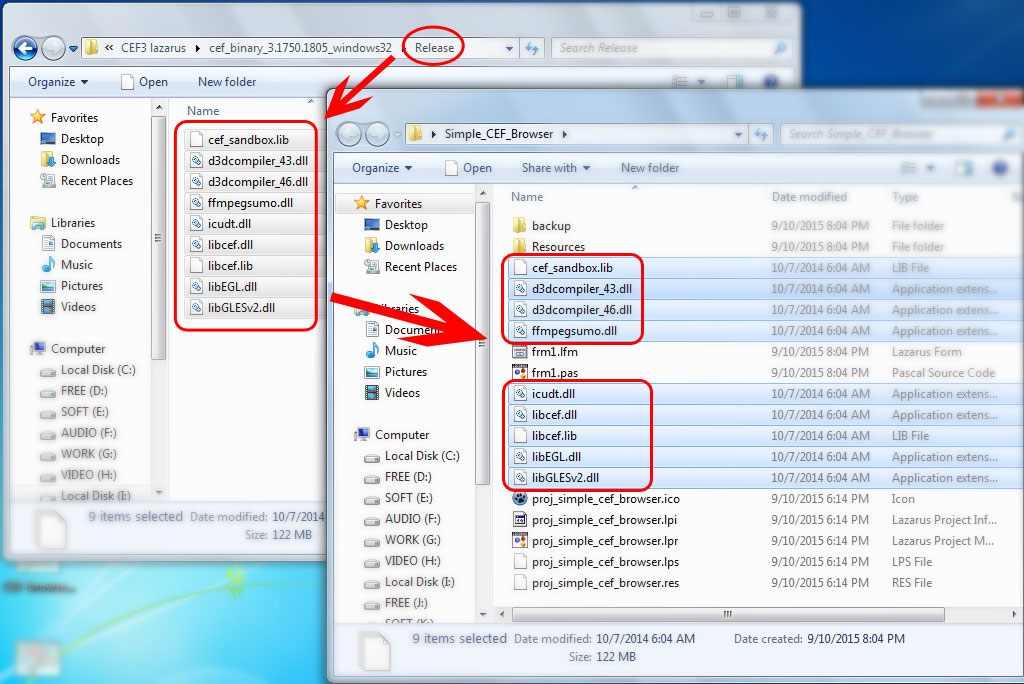 « CEF3 lazarus ▸ cef_binary_3.1750.1805_windows32 ▸ Release
Search Release
Organize Open New folder
Name
Favorites
Desktop
Downloads
Recent Places
Libraries
Documents
Music
Pictures
Videos
Computer
Local Disk (C:)
FREE (D:)
SOFT (E:)
AUDIO (F:)
WORK (G:)
VIDEO (H:)
Local Disk (I:)
cef_sandbox.lib
d3dcompiler_43.dll
d3dcompiler_46.dll
ffmpegsumo.dll
icudt.dll
libcef.dll
libcef.lib
libEGL.dll
libGLESv2.dll
9 items selected Date modified: 10/7/2014
Size: 122 MB
▸ Simple_CEF_Browser ▸
Search Simple_CEF_Browser
Organize Open Share with New folder
Name Date modified Type
Favorites
Desktop
Downloads
Recent Places
Libraries
Music
Pictures
Videos
Computer
Local Disk (C:)
FREE (D:)
SOFT (E:)
AUDIO (F:)
WORK (G:)
VIDEO (H:)
Local Disk (I:)
FREE (J:)
SOFT (K:)
backup 9/10/2015 8:04 PM File folder
Resources 9/10/2015 8:04 PM File folder
cef_sandbox.lib 10/7/2014 6:04 AM LIB File
d3dcompiler_43.dll 10/7/2014 6:04 AM Application extens...
d3dcompiler_46.dll 10/7/2014 6:04 AM Application extens...
ffmpegsumo.dll 10/7/2014 6:04 AM Application extens...
frm1.lfm 9/10/2015 8:04 PM Lazarus Form
frm1.pas 9/10/2015 8:04 PM Pascal Source Code
icudt.dll 10/7/2014 6:04 AM Application extens...
libcef.dll 10/7/2014 6:04 AM Application extens...
libcef.lib 10/7/2014 6:04 AM LIB File
libEGL.dll 10/7/2014 6:04 AM Application extens...
libGLESv2.dll 10/7/2014 6:04 AM Application extens...
proj_simple_cef_browser.ico 9/10/2015 6:14 PM Icon
proj_simple_cef_browser.lpi 9/10/2015 6:14 PM Lazarus Project Inf...
proj_simple_cef_browser.lpr 9/10/2015 6:14 PM Lazarus Project M...
proj_simple_cef_browser.lps 9/10/2015 6:14 PM LPS File
proj_simple_cef_browser.res 9/10/2015 6:14 PM RES File
9 items selected Date modified: 10/7/2014 6:04 AM Date created: 9/10/2015 8:04 PM
Size: 122 MB